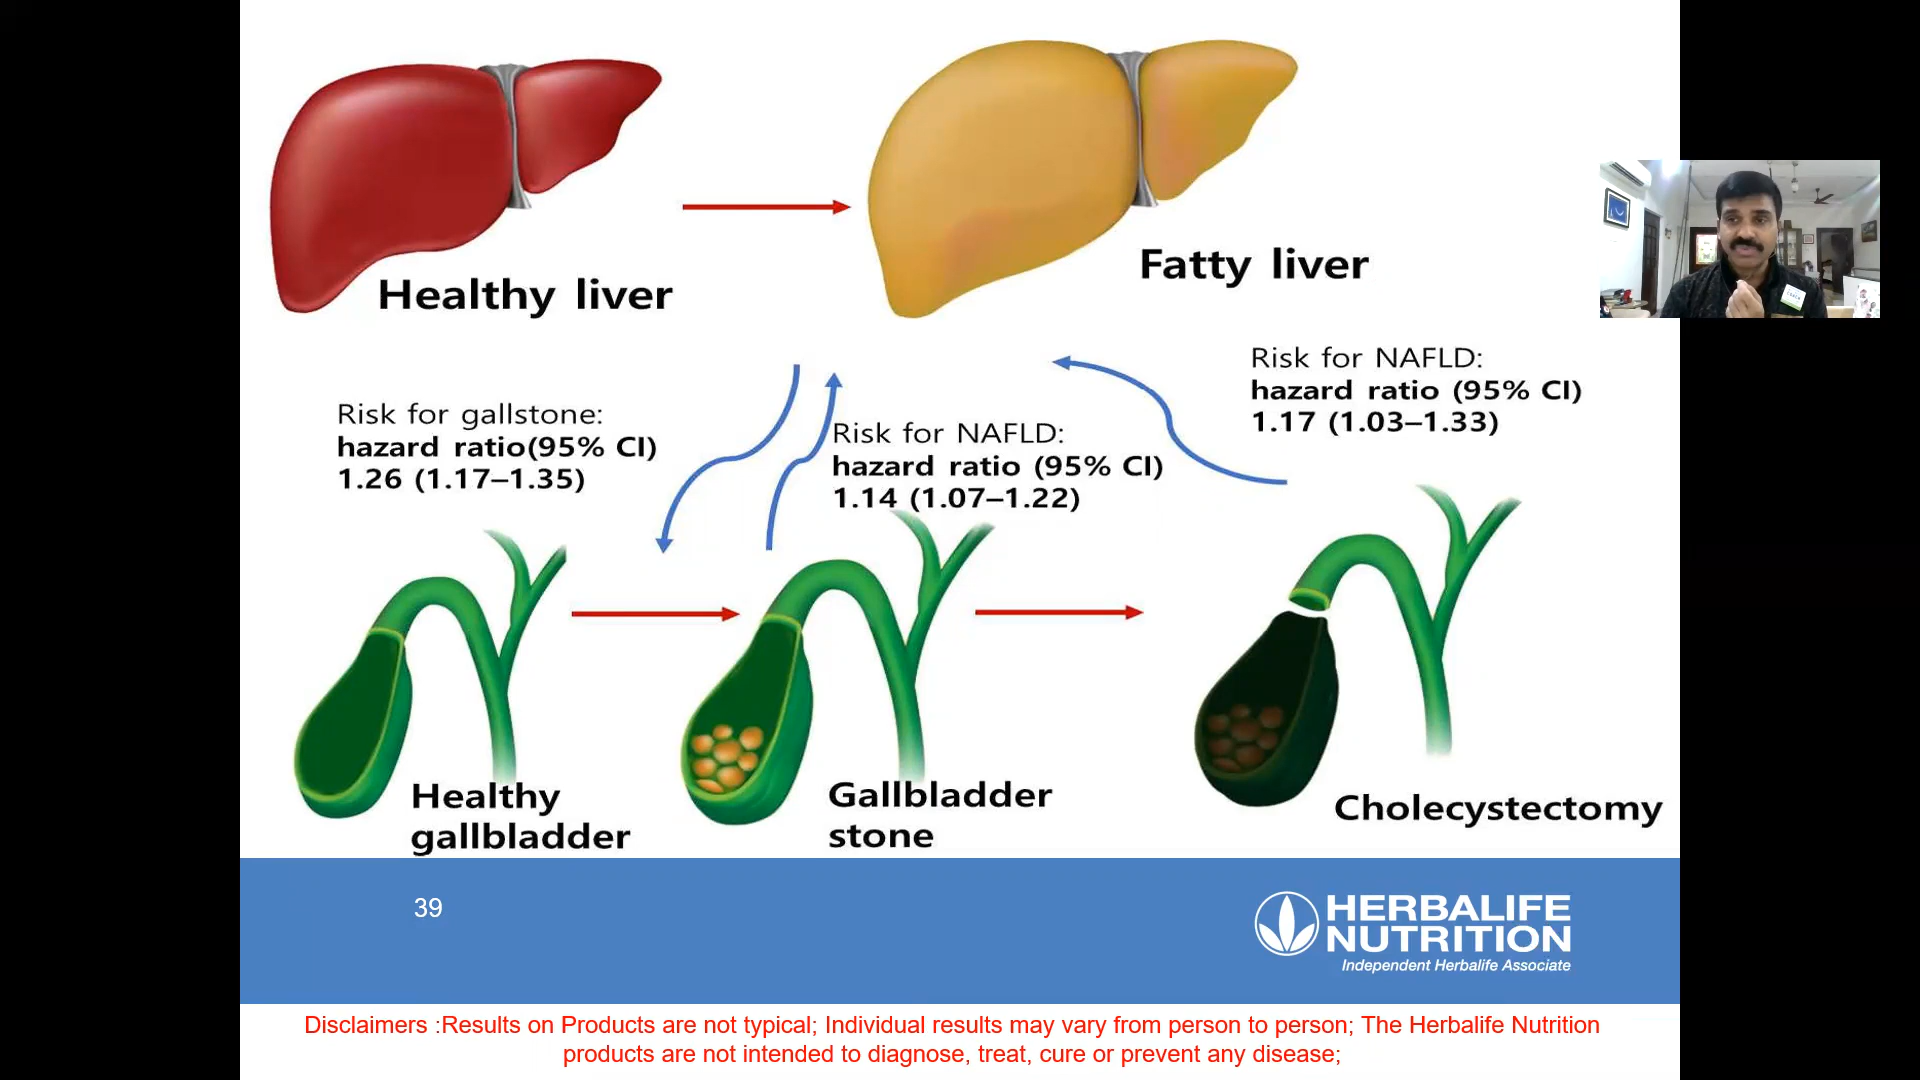 Healthy liver
Fatty liver
Risk for gallstone:
hazard ratio(95% CI)
1.26 (1.17–1.35)
Risk for NAFLD:
hazard ratio (95% CI)
1.14 (1.07–1.22)
Risk for NAFLD:
hazard ratio (95% CI)
1.17 (1.03–1.33)
Healthy
gallbladder
Gallbladder
stone
Cholecystectomy
39
HERBALIFE
NUTRITION
Independent Herbalife Associate
Disclaimers :Results on Products are not typical; Individual results may vary from person to person; The Herbalife Nutrition
products are not intended to diagnose, treat, cure or prevent any disease;